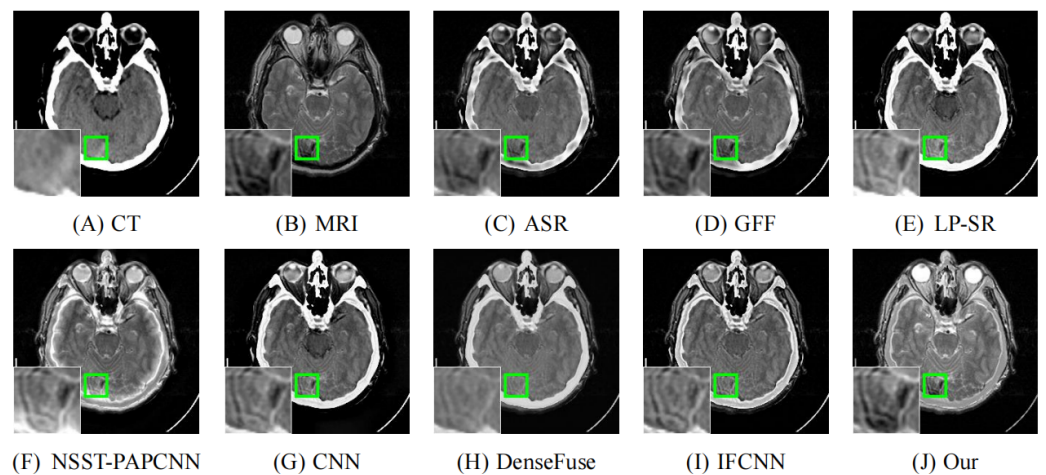 (A) CT
(B) MRI
(C) ASR
(D) GFF
(E) LP-SR
(F) NSST-PAPCNN
(G) CNN
(H) DenseFuse
(I) IFCNN
(J) Our